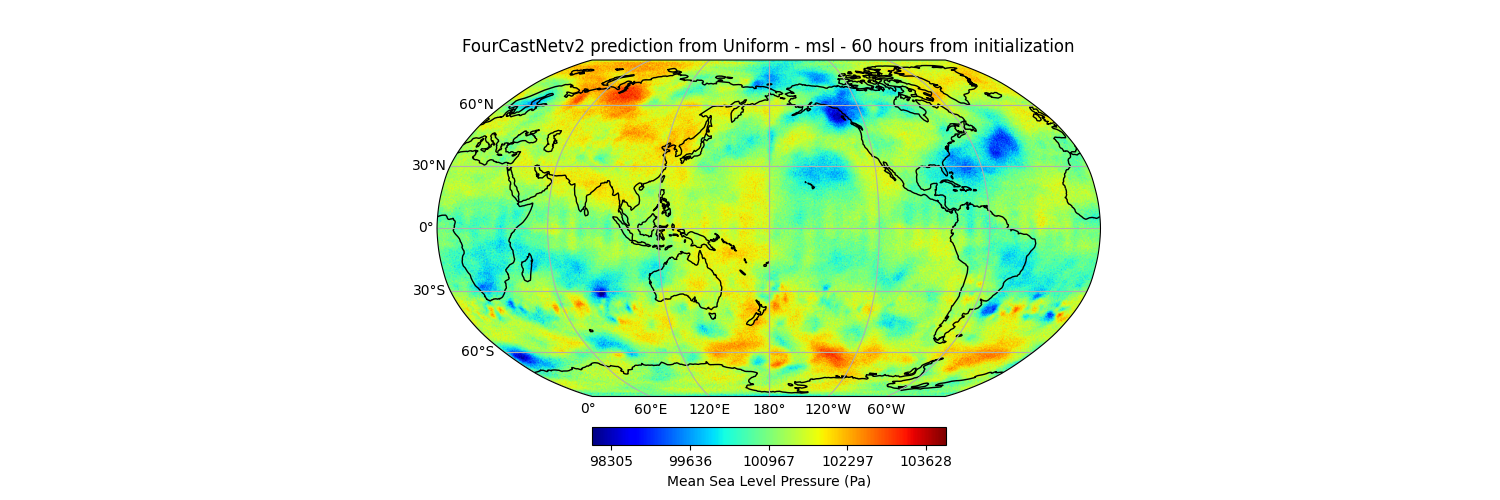 FourCastNetv2 prediction from Uniform - msl - 60 hours from initialization
60°N
30°N
0°
30°S
60°S
0° 60°E 120°E 180° 120°W 60°W
98305 99636 100967 102297 103628
Mean Sea Level Pressure (Pa)